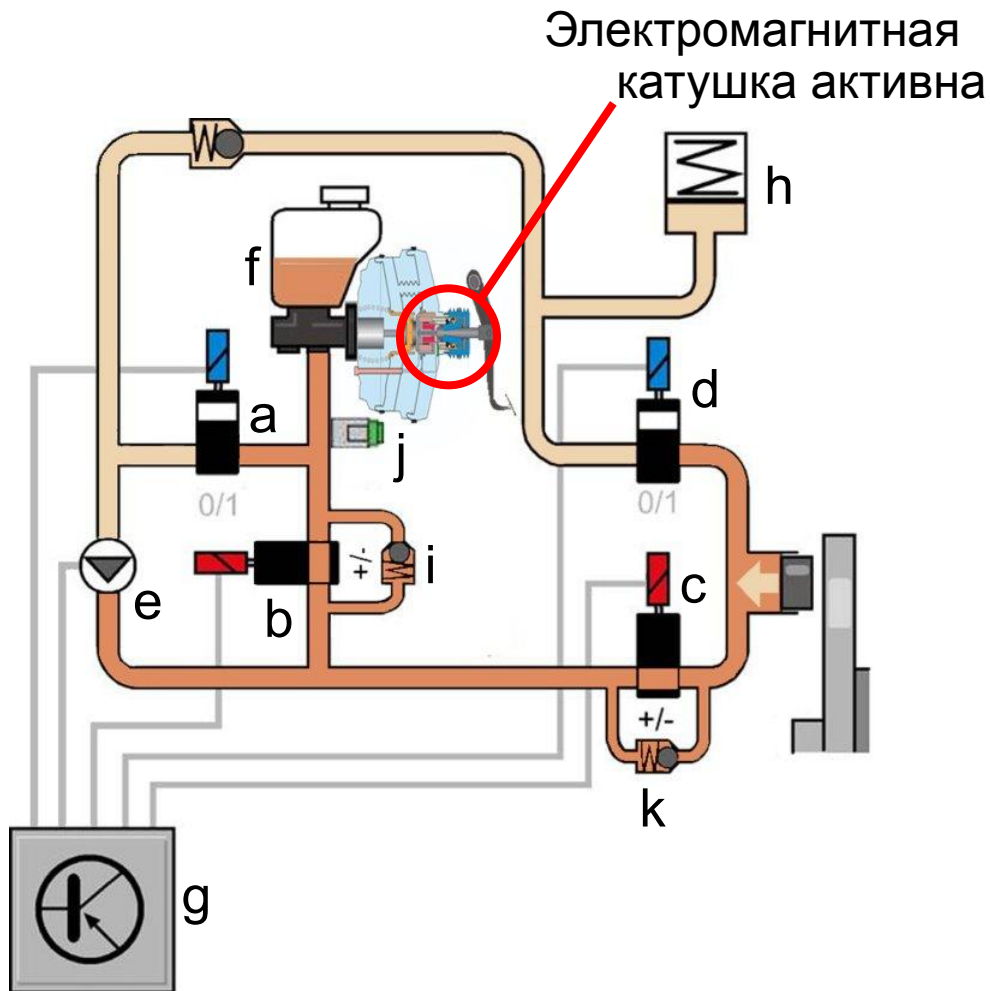 Электромагнитная
катушка активна
h
f
d
a
j
0/1
0/1
+/-
i
c
e
b
+/-
k
g